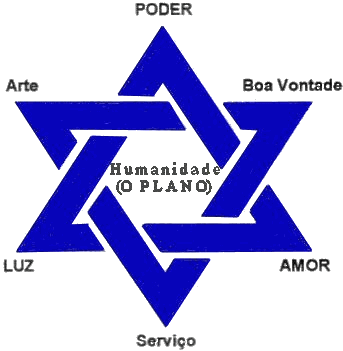 PODER
Arte
Boa Vontade
Humanidade
(O PLANO)
LUZ
AMOR
Serviço